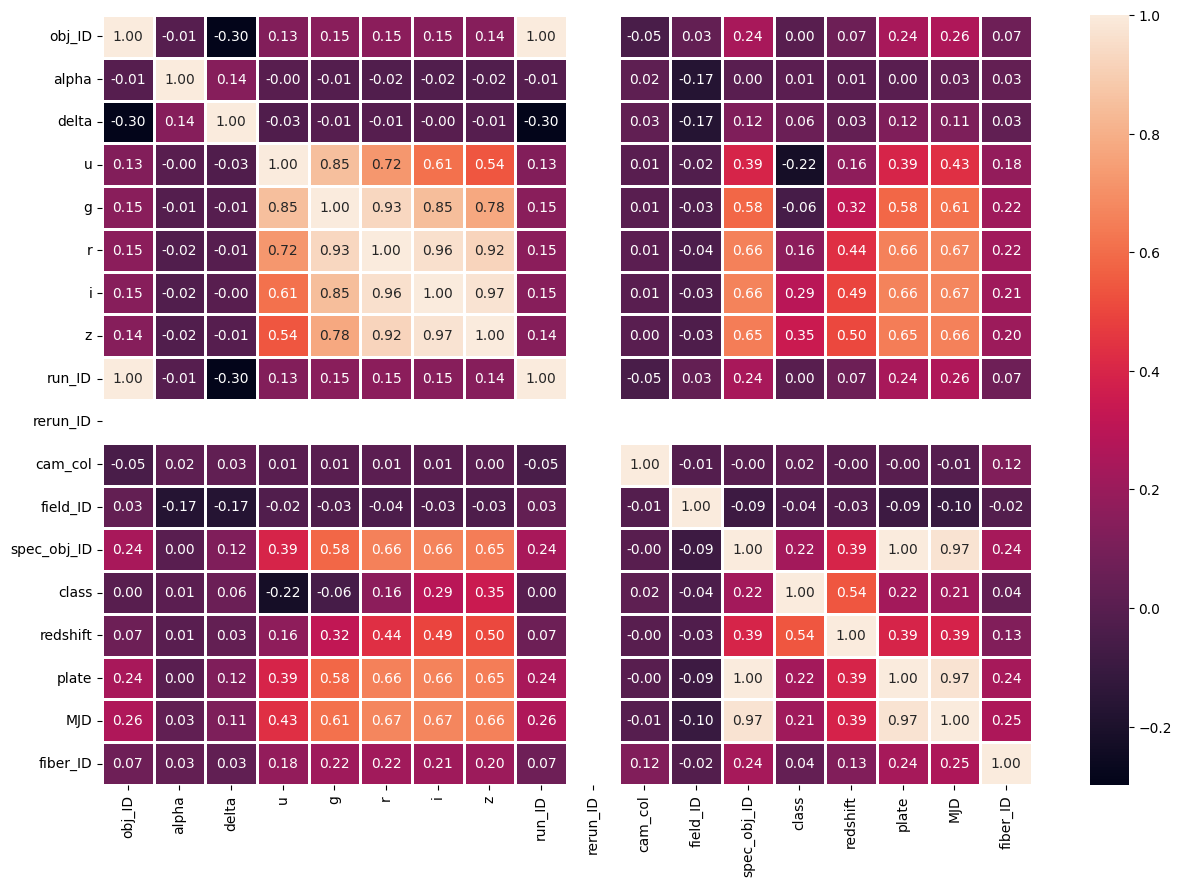 obj_ID 1.00 -0.01 -0.30 0.13 0.15 0.15 0.15 0.14 1.00 -0.05 0.03 0.24 0.00 0.07 0.24 0.26 0.07
alpha -0.01 1.00 0.14 -0.00 -0.01 -0.02 -0.02 -0.02 -0.01 0.02 -0.17 0.00 0.01 0.01 0.00 0.03 0.03
delta -0.30 0.14 1.00 -0.03 -0.01 -0.01 -0.00 -0.01 -0.30 0.03 -0.17 0.12 0.06 0.03 0.12 0.11 0.03
u 0.13 -0.00 -0.03 1.00 0.85 0.72 0.61 0.54 0.13 0.01 -0.02 0.39 -0.22 0.16 0.39 0.43 0.18
g 0.15 -0.01 -0.01 0.85 1.00 0.93 0.85 0.78 0.15 0.01 -0.03 0.58 -0.06 0.32 0.58 0.61 0.22
r 0.15 -0.02 -0.01 0.72 0.93 1.00 0.96 0.92 0.15 0.01 -0.04 0.66 0.16 0.44 0.66 0.67 0.22
i 0.15 -0.02 -0.00 0.61 0.85 0.96 1.00 0.97 0.15 0.01 -0.03 0.66 0.29 0.49 0.66 0.67 0.21
z 0.14 -0.02 -0.01 0.54 0.78 0.92 0.97 1.00 0.14 0.00 -0.03 0.65 0.35 0.50 0.65 0.66 0.20
run_ID 1.00 -0.01 -0.30 0.13 0.15 0.15 0.15 0.14 1.00 -0.05 0.03 0.24 0.00 0.07 0.24 0.26 0.07
rerun_ID
cam_col -0.05 0.02 0.03 0.01 0.01 0.01 0.01 0.00 -0.05 1.00 -0.01 -0.00 0.02 -0.00 -0.00 -0.01 0.12
field_ID 0.03 -0.17 -0.17 -0.02 -0.03 -0.04 -0.03 -0.03 0.03 -0.01 1.00 -0.09 -0.04 -0.03 -0.09 -0.10 -0.02
spec_obj_ID 0.24 0.00 0.12 0.39 0.58 0.66 0.66 0.65 0.24 -0.00 -0.09 1.00 0.22 0.39 1.00 0.97 0.24
class 0.00 0.01 0.06 -0.22 -0.06 0.16 0.29 0.35 0.00 0.02 -0.04 0.22 1.00 0.54 0.22 0.21 0.04
redshift 0.07 0.01 0.03 0.16 0.32 0.44 0.49 0.50 0.07 -0.00 -0.03 0.39 0.54 1.00 0.39 0.39 0.13
plate 0.24 0.00 0.12 0.39 0.58 0.66 0.66 0.65 0.24 -0.00 -0.09 1.00 0.22 0.39 1.00 0.97 0.24
MJD 0.26 0.03 0.11 0.43 0.61 0.67 0.67 0.66 0.26 -0.01 -0.10 0.97 0.21 0.39 0.97 1.00 0.25
fiber_ID 0.07 0.03 0.03 0.18 0.22 0.22 0.21 0.20 0.07 0.12 -0.02 0.24 0.04 0.13 0.24 0.25 1.00
obj_ID alpha delta u g r i z run_ID rerun_ID cam_col field_ID spec_obj_ID class redshift plate MJD fiber_ID
1.0
0.8
0.6
0.4
0.2
0.0
−0.2